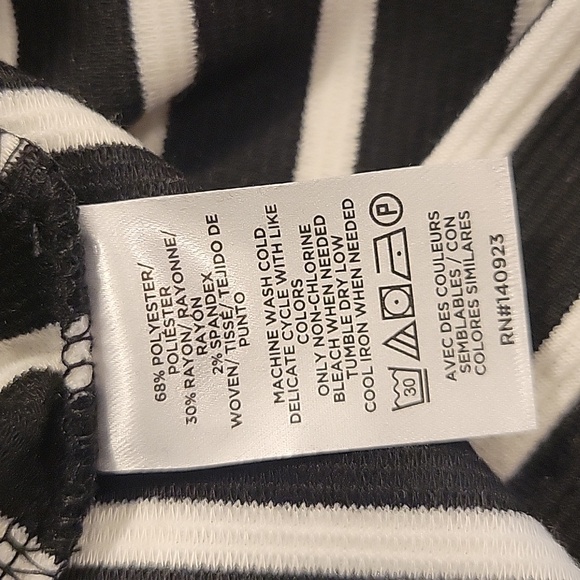 68% POLYESTER/
POLIESTER
30% RAYON/RAYONNE/
RAYON
2% SPANDEX
WOVEN/TISSÉ/TEJIDO DE
PUNTO
MACHINE WASH COLD
DELICATE CYCLE WITH LIKE
COLORS
ONLY NON-CHLORINE
BLEACH WHEN NEEDED
TUMBLE DRY LOW
COOL IRON WHEN NEEDED
30 P
AVEC DES COULEURS
SEMBLABLES / CON
COLORES SIMILARES
RN#140923